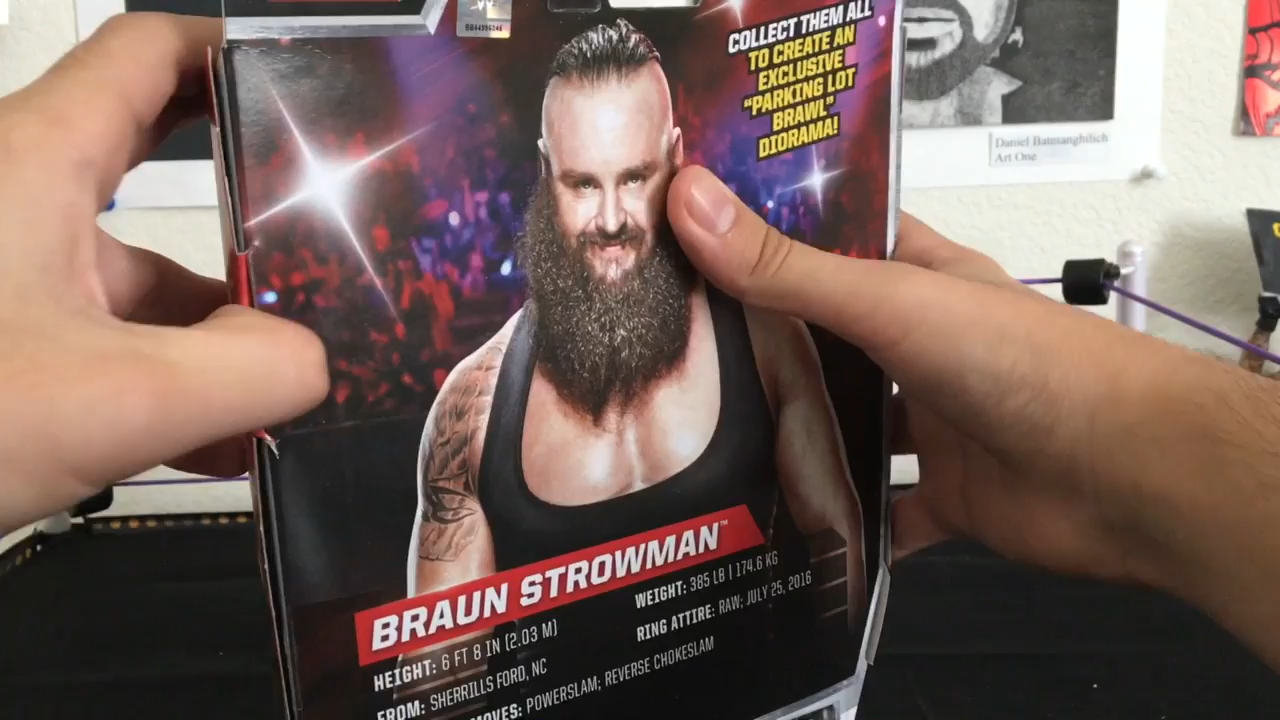 COLLECT THEM ALL
TO CREATE AN
EXCLUSIVE
"PARKING LOT
BRAWL"
DIORAMA!
Daniel Batmanghilich
Art One
BRAUN STROWMAN™
HEIGHT: 6 FT 8 IN (2.03 M)
WEIGHT: 385 LB | 174.6 KG
FROM: SHERRILLS FORD, NC
RING ATTIRE: RAW; JULY 25, 2016
MOVES: POWERSLAM; REVERSE CHOKESLAM